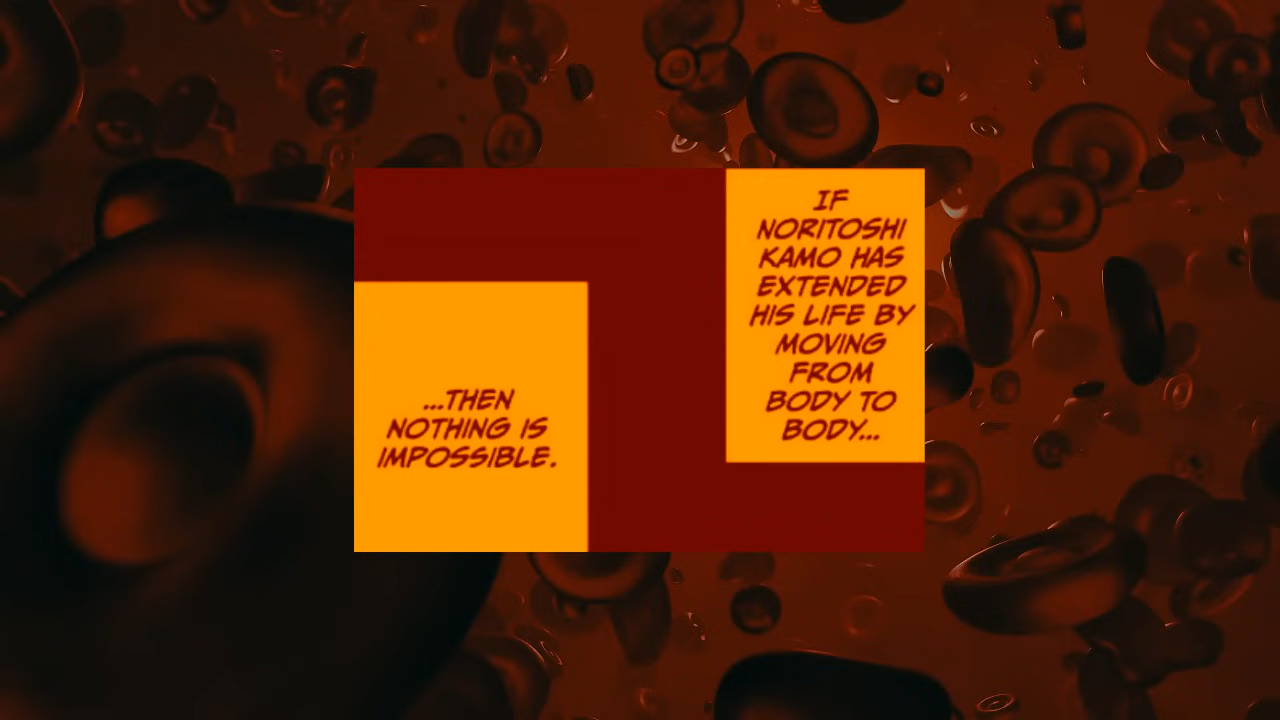 IF
NORITOSHI
KAMO HAS
EXTENDED
HIS LIFE BY
MOVING
FROM
BODY TO
BODY...
...THEN
NOTHING IS
IMPOSSIBLE.